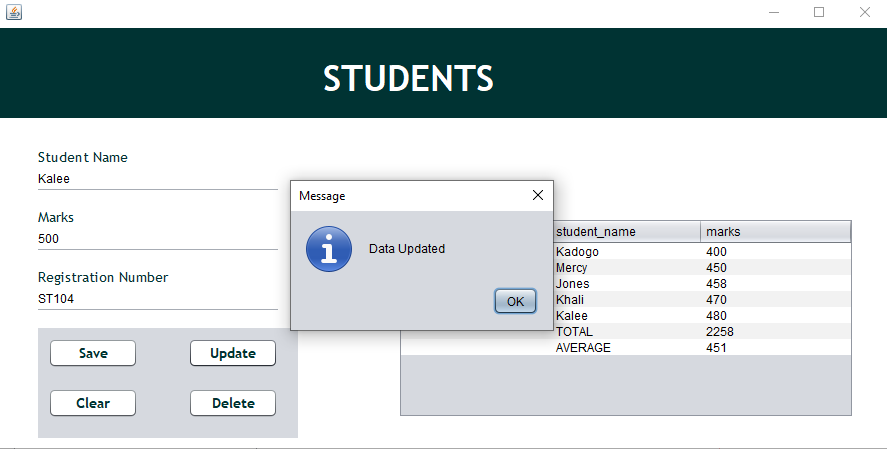 STUDENTS
Student Name
Kalee
Marks
500
Registration Number
ST104
Save Update
Clear Delete
Message
Data Updated
OK
student_name marks
Kadogo 400
Mercy 450
Jones 458
Khali 470
Kalee 480
TOTAL 2258
AVERAGE 451